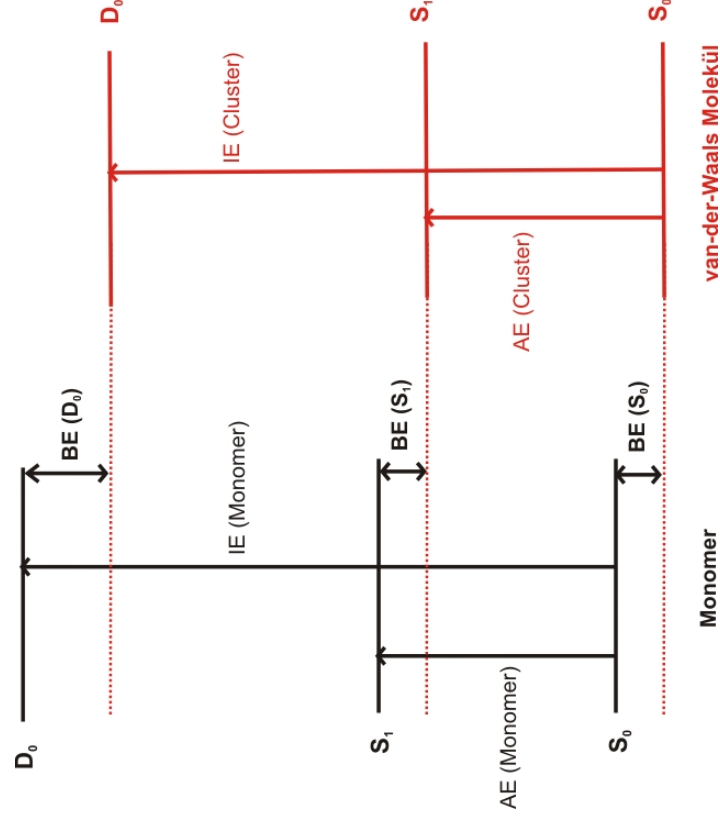 D₀
D₀
BE (D₀)
IE (Cluster)
IE (Monomer)
S₁
S₁
BE (S₁)
AE (Cluster)
AE (Monomer)
S₀
S₀
BE (S₀)
Monomer
van-der-Waals Molekül